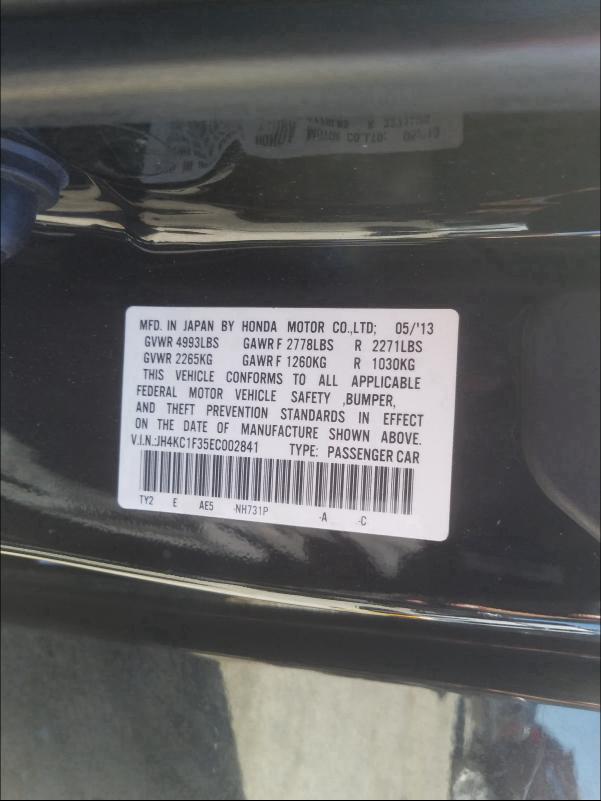 MFD. IN JAPAN BY HONDA MOTOR CO.,LTD; 05/'13
GVWR 4993LBS GAWR F 2778LBS R 2271LBS
GVWR 2265KG GAWR F 1260KG R 1030KG
THIS VEHICLE CONFORMS TO ALL APPLICABLE
FEDERAL MOTOR VEHICLE SAFETY ,BUMPER,
AND THEFT PREVENTION STANDARDS IN EFFECT
ON THE DATE OF MANUFACTURE SHOWN ABOVE.
V.I.N.:JH4KC1F35EC002841 TYPE: PASSENGER CAR
TY2 E AE5 -NH731P -A -C